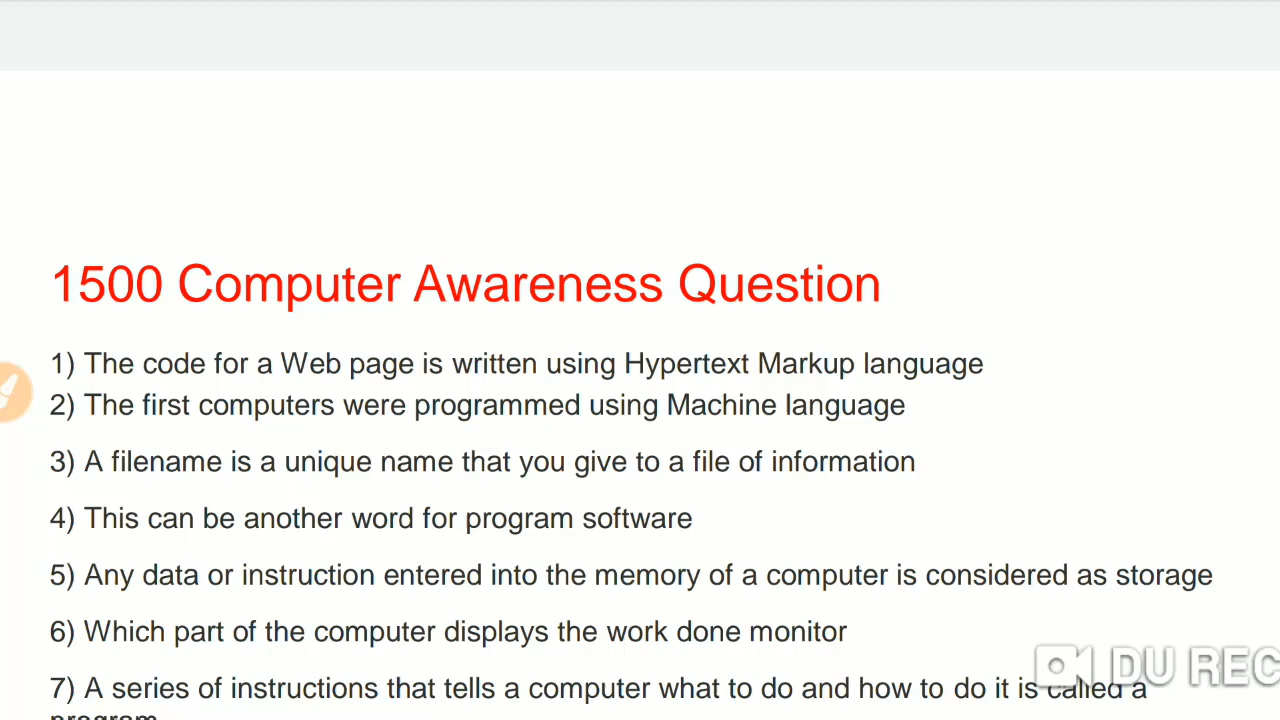 1500 Computer Awareness Question
1) The code for a Web page is written using Hypertext Markup language
2) The first computers were programmed using Machine language
3) A filename is a unique name that you give to a file of information
4) This can be another word for program software
5) Any data or instruction entered into the memory of a computer is considered as storage
6) Which part of the computer displays the work done monitor
DU REC
7) A series of instructions that tells a computer what to do and how to do it is called a
program